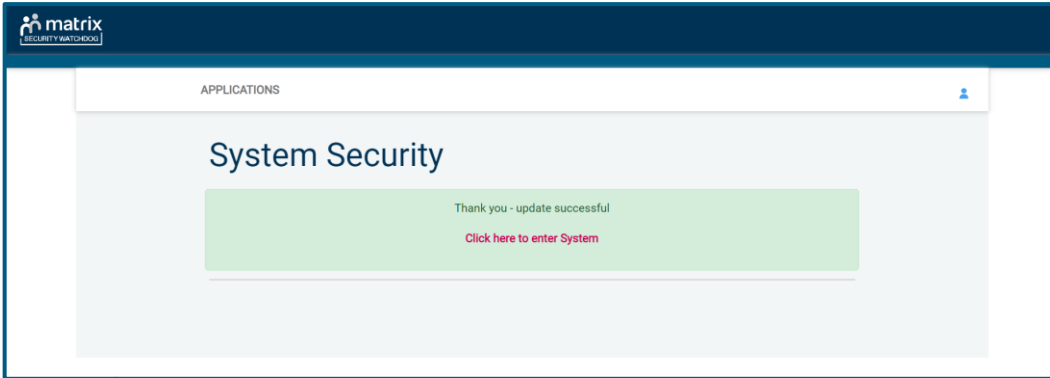 matrix
SECURITY WATCHDOG
APPLICATIONS
System Security
Thank you - update successful
Click here to enter System